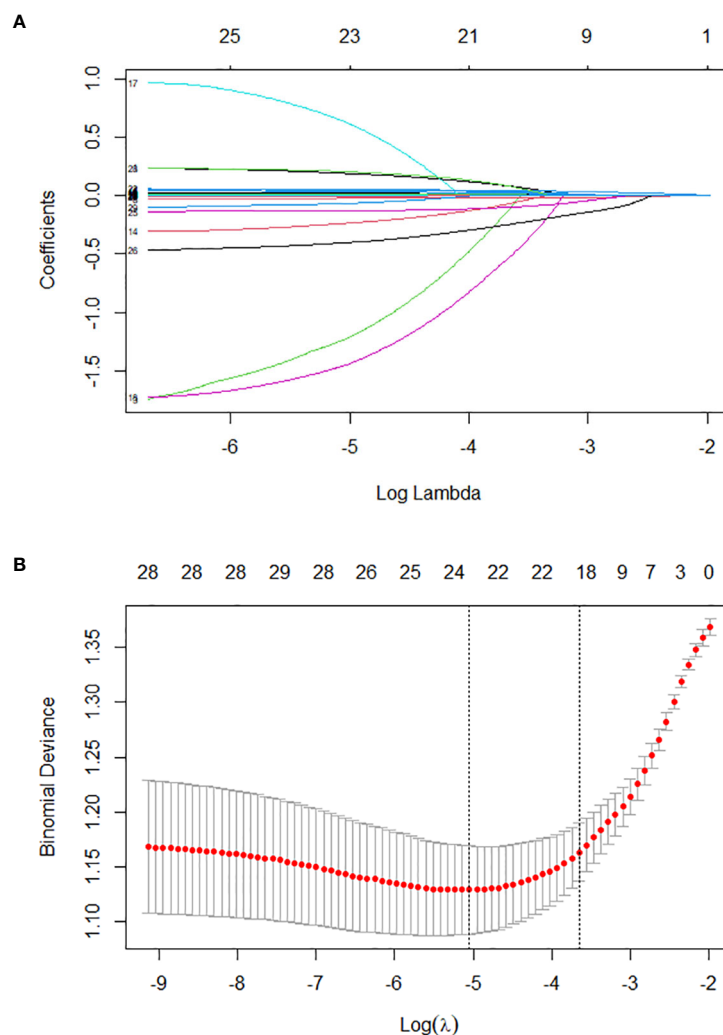 A
25 23 21 9 1
1.0
0.5
0.0
-0.5
-1.0
-1.5
Coefficients
17
14
26
-6 -5 -4 -3 -2
Log Lambda
B
28 28 28 29 28 26 25 24 22 22 18 9 7 3 0
1.35
1.30
1.25
1.20
1.15
1.10
Binomial Deviance
-9 -8 -7 -6 -5 -4 -3 -2
Log(λ)